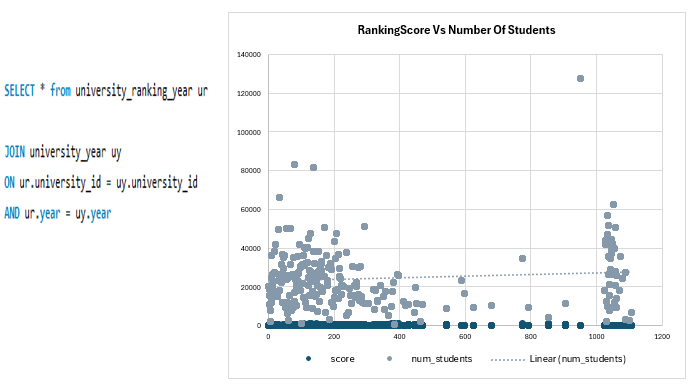 SELECT * from university_ranking_year ur
JOIN university_year uy
ON ur.university_id = uy.university_id
AND ur.year = uy.year
RankingScore Vs Number Of Students
140000
120000
100000
80000
60000
40000
20000
0
0 200 400 600 800 1000 1200
score num_students Linear (num_students)